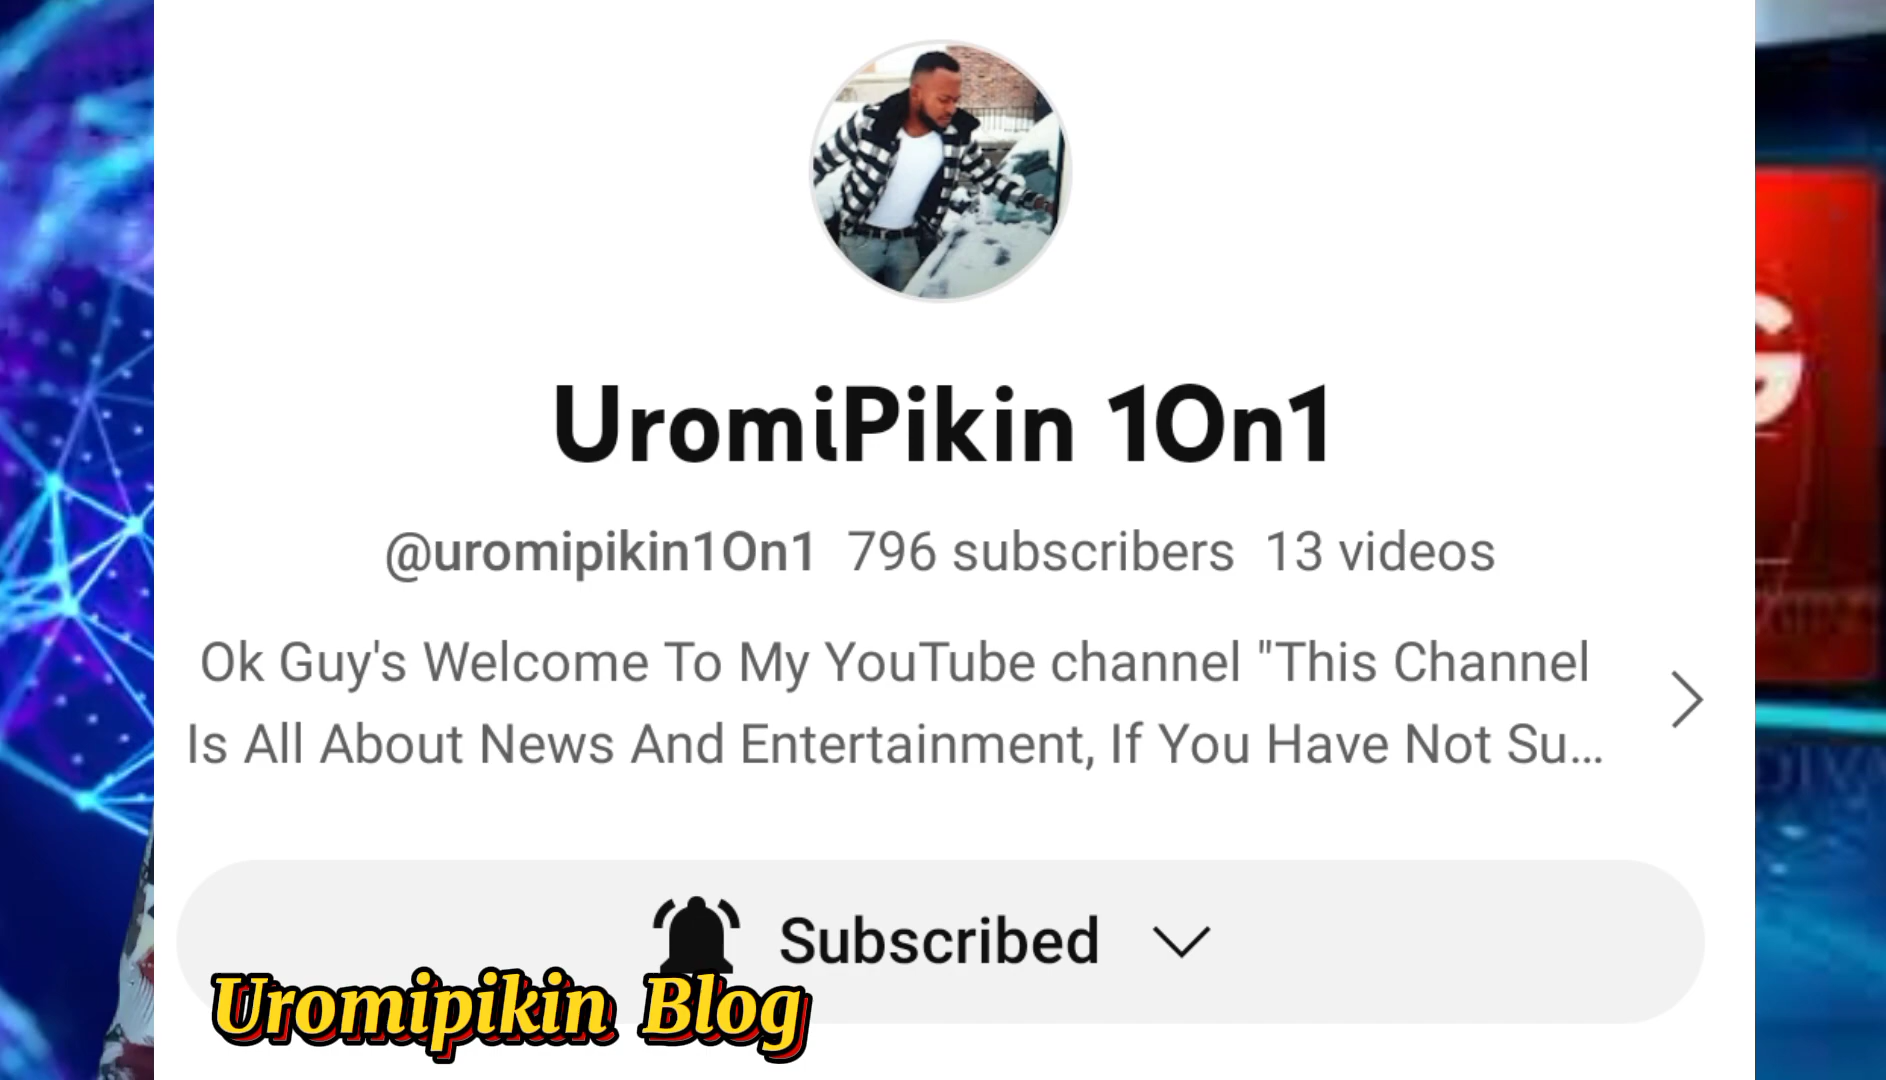 UromiPikin 1On1
@uromipikin1On1 796 subscribers 13 videos
Ok Guy's Welcome To My YouTube channel "This Channel
Is All About News And Entertainment, If You Have Not Su...
Subscribed
Uromipikin Blog